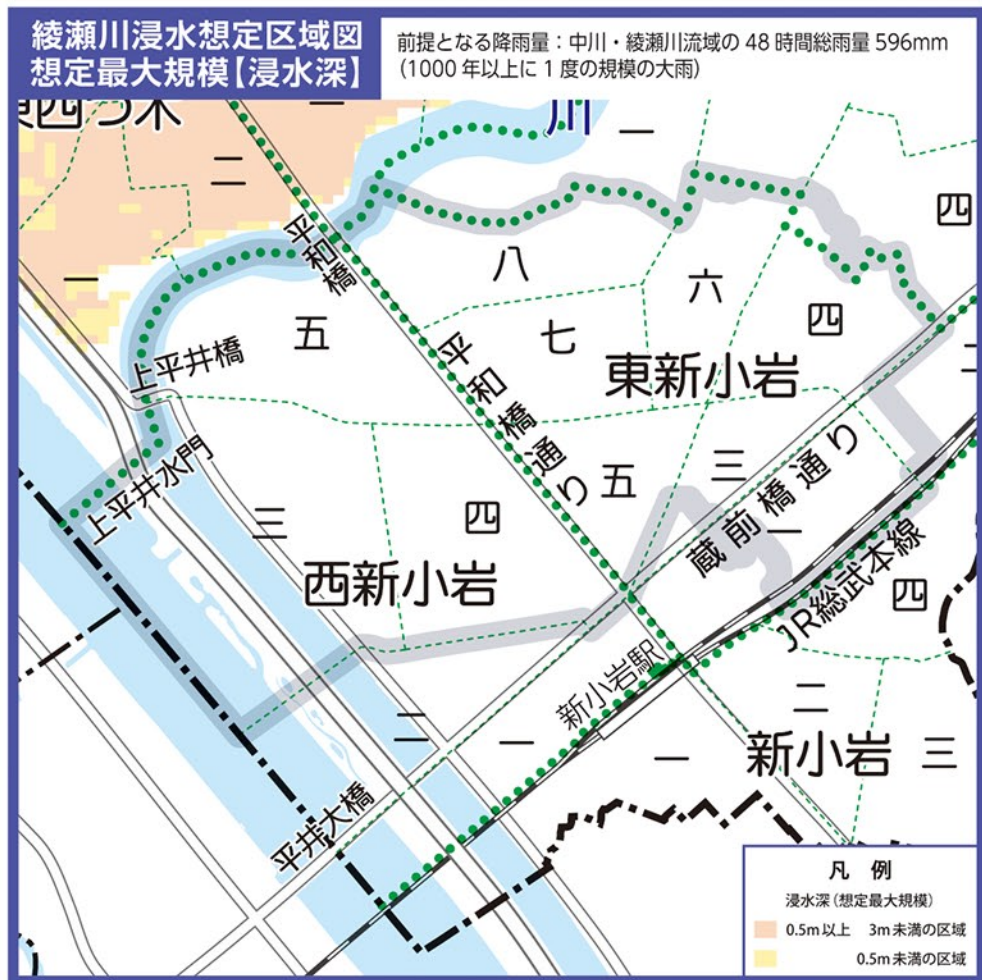 綾瀬川浸水想定区域図
想定最大規模【浸水深】
前提となる降雨量：中川・綾瀬川流域の48時間総雨量596mm
(1000年以上に1度の規模の大雨)
東四つ木
二
一
川
一
四
二
平和橋
八
六
四
一
五
七
上平井橋
平和橋通り
東新小岩
二
上平井水門
三
四
五
三
蔵前橋通り
一
西新小岩
JR総武本線
四
新小岩駅
二
一
一
二
新小岩
三
平井大橋
凡例
浸水深(想定最大規模)
0.5m以上 3m未満の区域
0.5m未満の区域